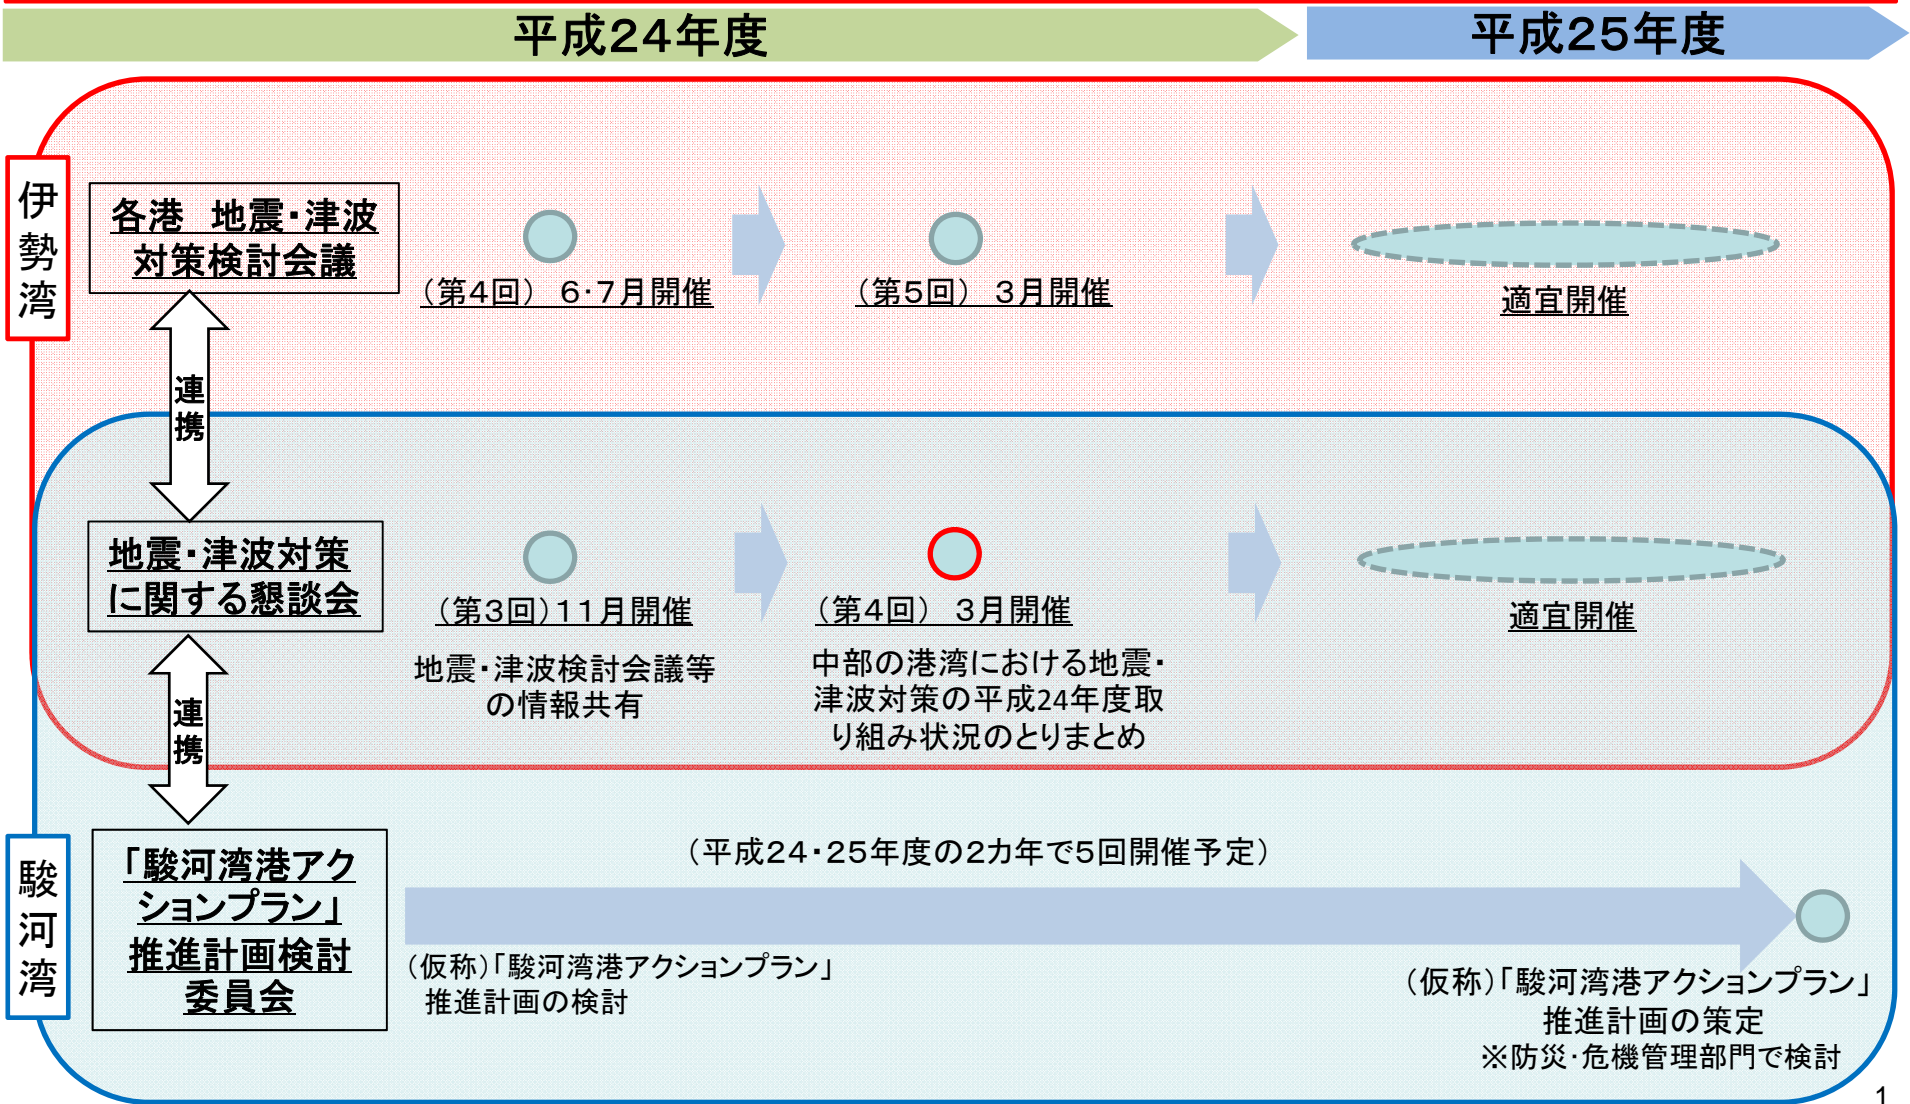 平成24年度
平成25年度
伊勢湾
各港　地震・津波
対策検討会議
（第4回）　6・7月開催
（第5回）　3月開催
適宜開催
連携
地震・津波対策
に関する懇談会
（第3回）11月開催
地震・津波検討会議等
の情報共有
（第4回）　3月開催
中部の港湾における地震・
津波対策の平成24年度取
り組み状況のとりまとめ
適宜開催
連携
駿河湾
「駿河湾港アク
ションプラン」
推進計画検討
委員会
（平成24・25年度の2カ年で5回開催予定）
（仮称）「駿河湾港アクションプラン」
推進計画の検討
（仮称）「駿河湾港アクションプラン」
推進計画の策定
※防災・危機管理部門で検討
1